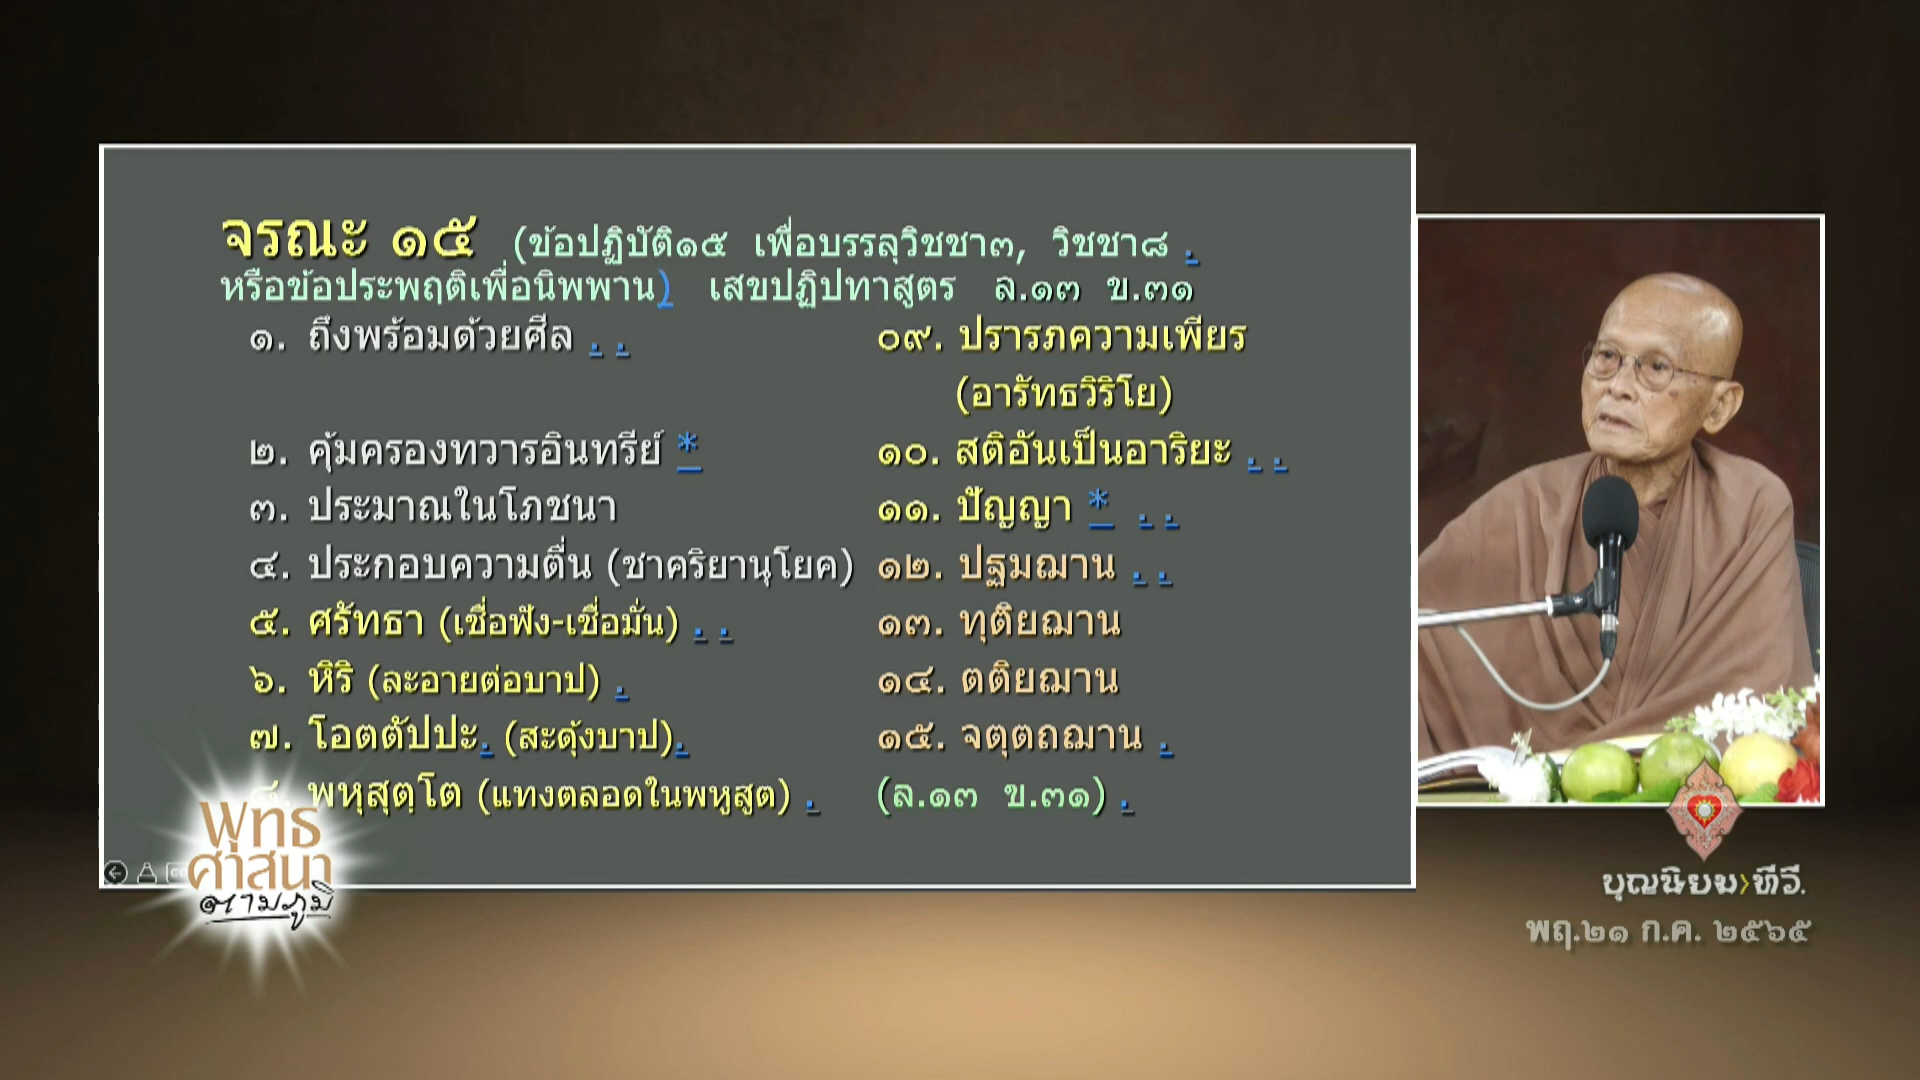 จรณะ ๑๕ (ข้อปฏิบัติ๑๕ เพื่อบรรลุวิชชา๓, วิชชา๘ .
หรือข้อประพฤติเพื่อนิพพาน) เสขปฏิปทาสูตร ล.๑๓ ข.๓๑
๑. ถึงพร้อมด้วยศีล . .
๒. คุ้มครองทวารอินทรีย์ *
๓. ประมาณในโภชนา
๔. ประกอบความตื่น (ชาคริยานุโยค)
๕. ศรัทธา (เชื่อฟัง-เชื่อมั่น) . .
๖. หิริ (ละอายต่อบาป) .
๗. โอตตัปปะ. (สะดุ้งบาป).
๘. พหุสุตฺโต (แทงตลอดในพหูสูต) .
๐๙. ปรารภความเพียร
(อารัทธวิริโย)
๑๐. สติอันเป็นอาริยะ . .
๑๑. ปัญญา * . .
๑๒. ปฐมฌาน . .
๑๓. ทุติยฌาน
๑๔. ตติยฌาน
๑๕. จตุตถฌาน .
(ล.๑๓ ข.๓๑) .
พุทธ
ศาสนา
ตามภูมิ
บุญนิยม>ทีวี.
พฤ.๒๑ ก.ค. ๒๕๖๕